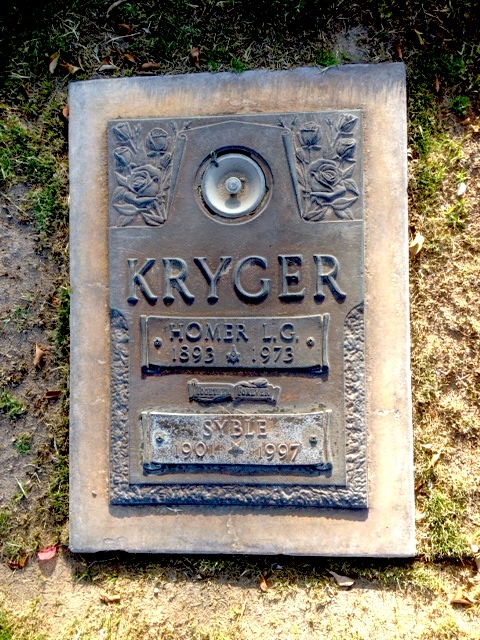 KRYGER
HOMER L.G.
1893 1973
SYBLE
1901 1997